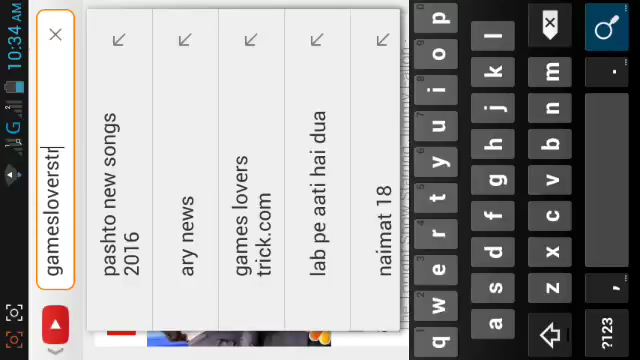 10:34 AM
G
2
gamesloverstr
pashto new songs
2016
ary news
games lovers
trick.com
lab pe aati hai dua
naimat 18
q w e r t y u i o p
a s d f g h j k l
z x c v b n m
?123 , .